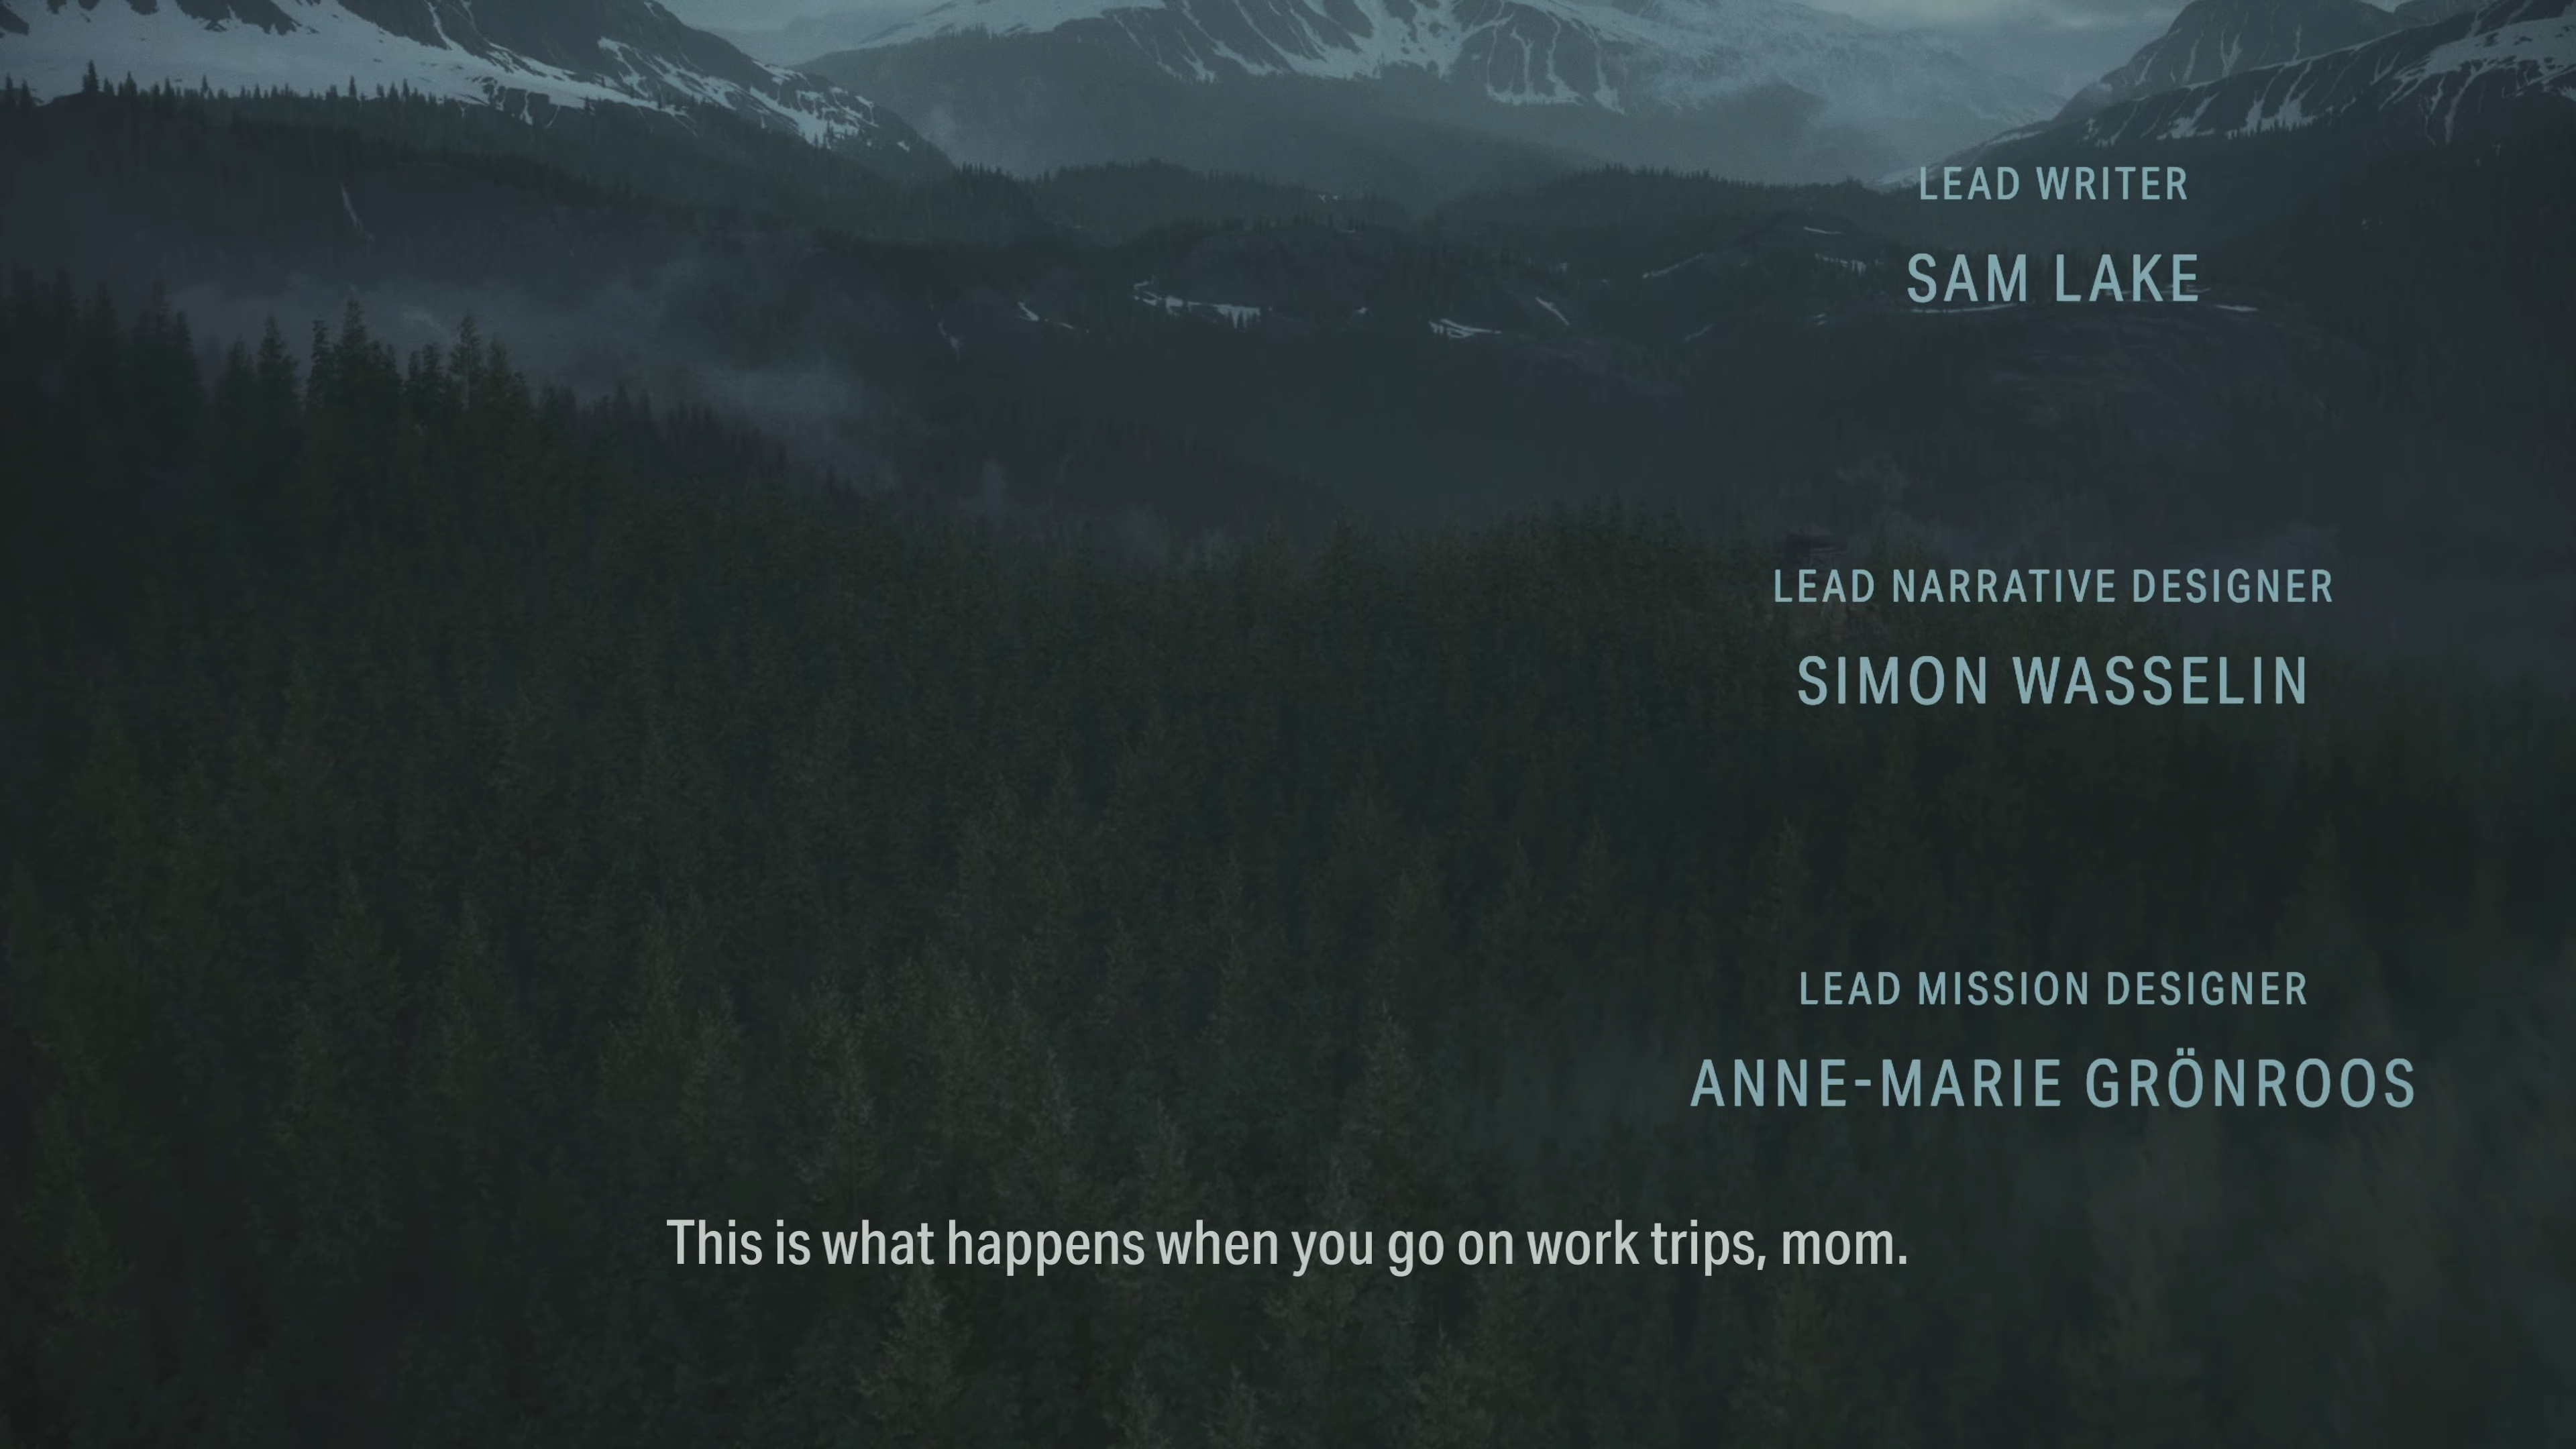 LEAD WRITER
SAM LAKE
LEAD NARRATIVE DESIGNER
SIMON WASSELIN
LEAD MISSION DESIGNER
ANNE-MARIE GRÖNROOS
This is what happens when you go on work trips, mom.